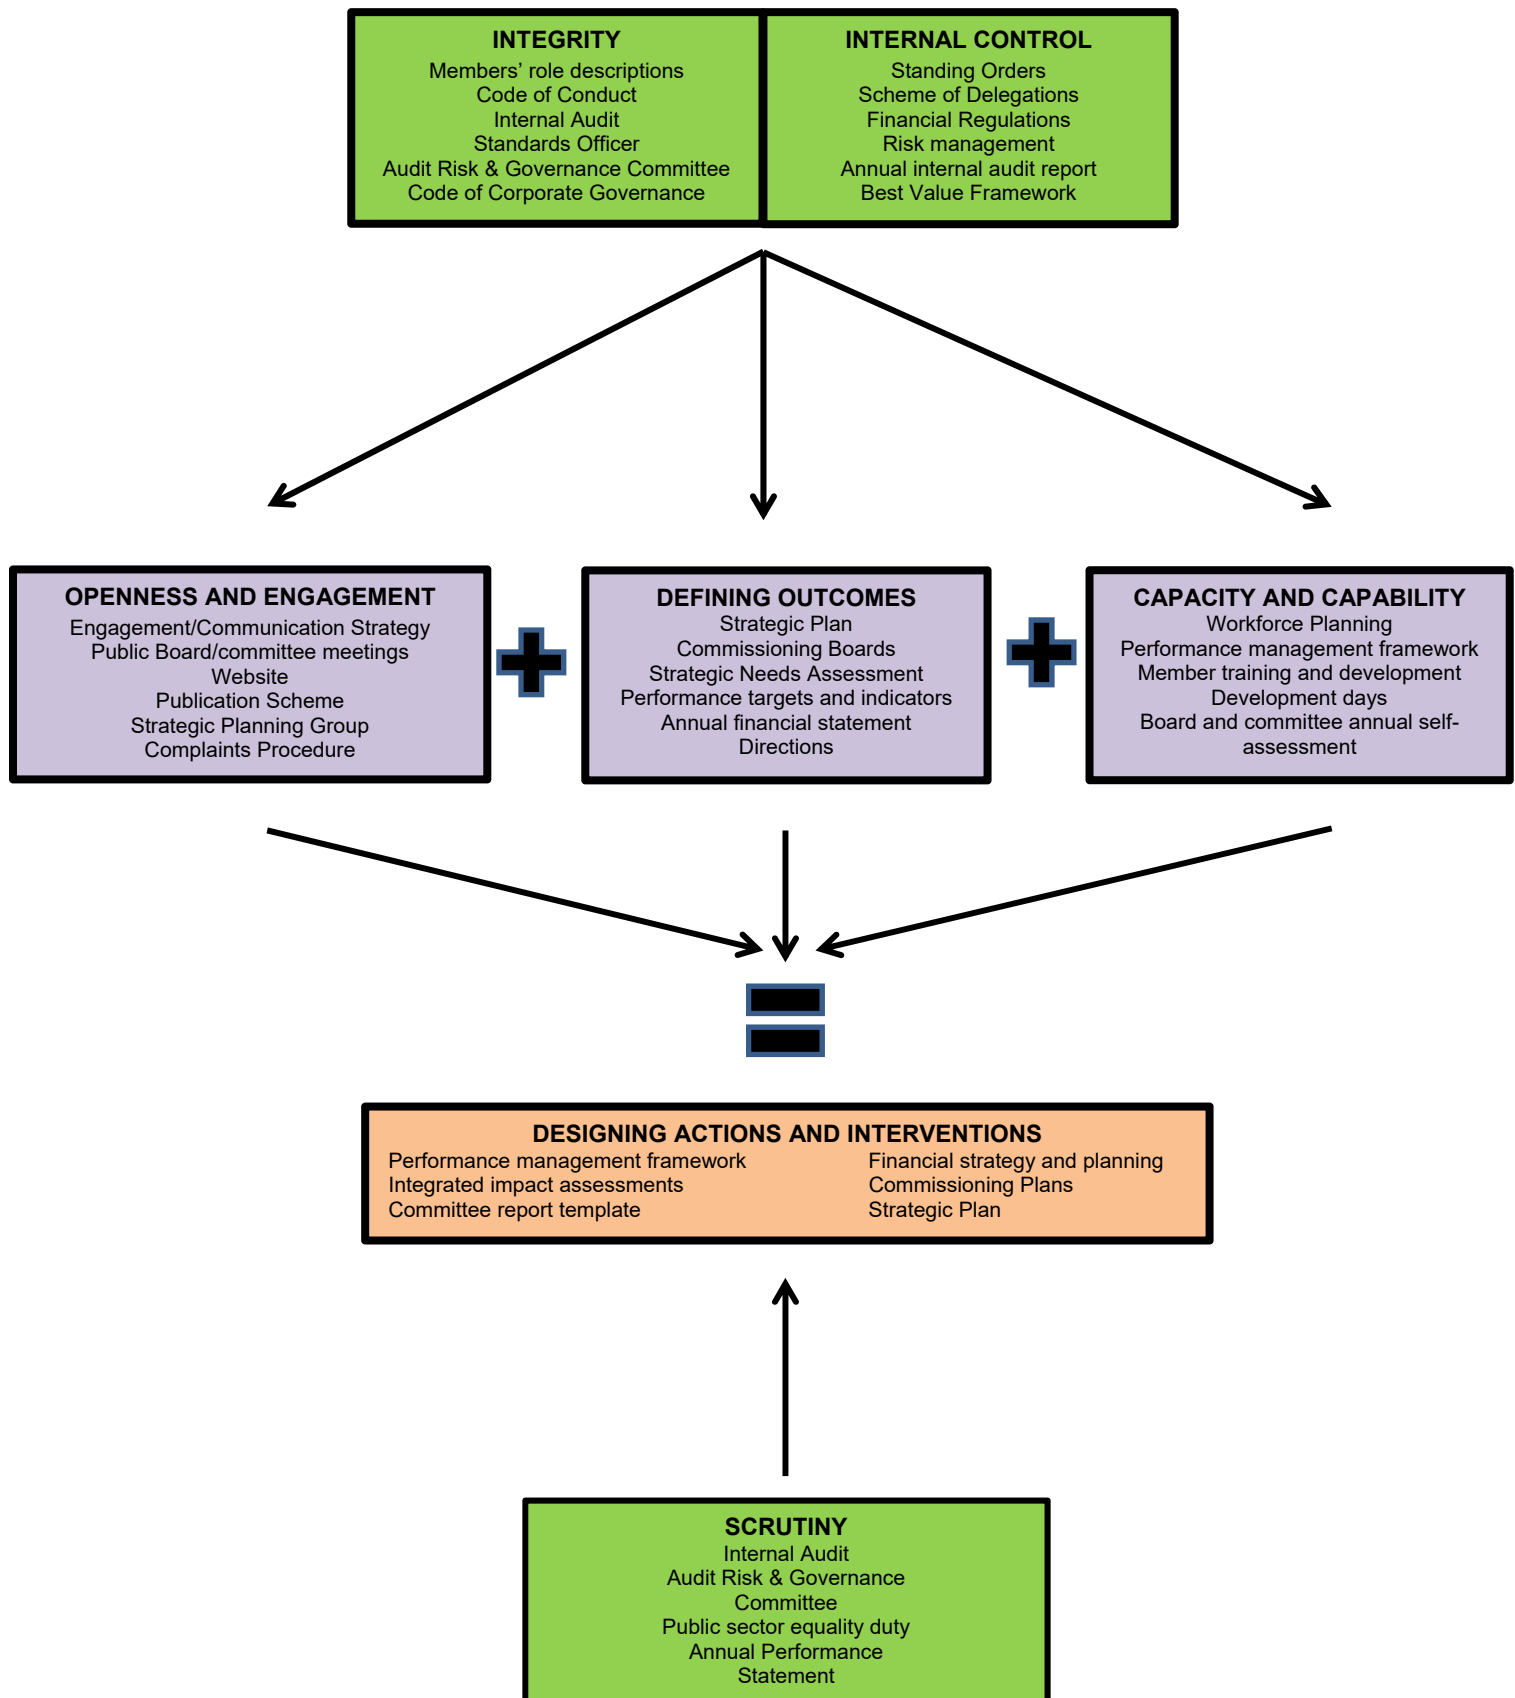 INTEGRITY
Members’ role descriptions
Code of Conduct
Internal Audit
Standards Officer
Audit Risk & Governance Committee
Code of Corporate Governance
INTERNAL CONTROL
Standing Orders
Scheme of Delegations
Financial Regulations
Risk management
Annual internal audit report
Best Value Framework
OPENNESS AND ENGAGEMENT
Engagement/Communication Strategy
Public Board/committee meetings
Website
Publication Scheme
Strategic Planning Group
Complaints Procedure
DEFINING OUTCOMES
Strategic Plan
Commissioning Boards
Strategic Needs Assessment
Performance targets and indicators
Annual financial statement
Directions
CAPACITY AND CAPABILITY
Workforce Planning
Performance management framework
Member training and development
Development days
Board and committee annual self-
assessment
DESIGNING ACTIONS AND INTERVENTIONS
Performance management framework
Integrated impact assessments
Committee report template
Financial strategy and planning
Commissioning Plans
Strategic Plan
SCRUTINY
Internal Audit
Audit Risk & Governance
Committee
Public sector equality duty
Annual Performance
Statement